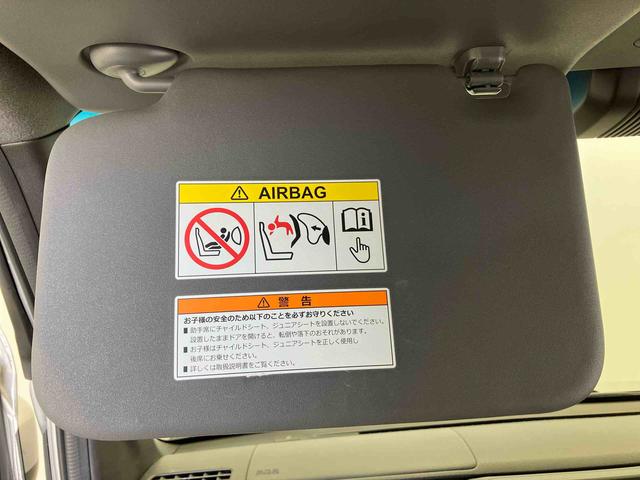 AIRBAG
警告
お子様の安全のため以下のことを必ずお守りください
■ 助手席にチャイルドシート、ジュニアシートを設置しないでください。
設置したままドアを開けると、転倒や落下のおそれがあります。
■ お子様はチャイルドシート、ジュニアシートを正しく使用し
後席にお乗せください。
■ 詳しくは取扱説明書をご覧ください。